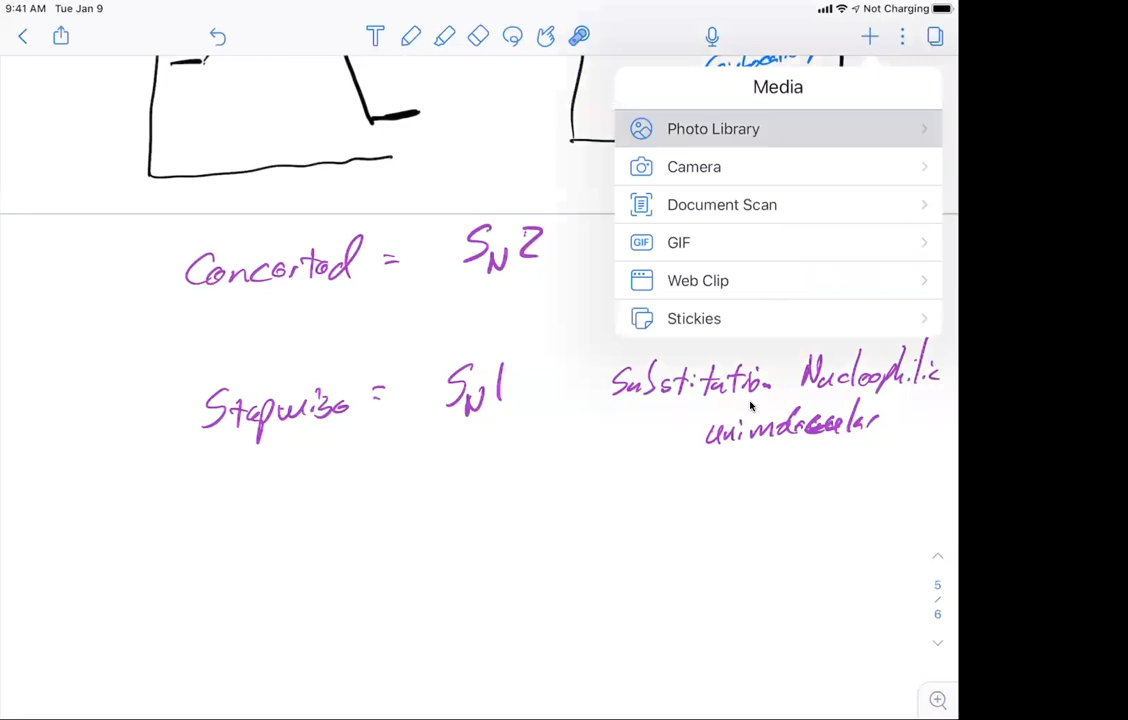 9:41 AM Tue Jan 9
Not Charging
T
Media
Photo Library
Camera
Document Scan
GIF GIF
Web Clip
Stickies
Concerted = SN2
Stepwise = SN1
Substitution Nucleophilic
unimolecular
5
/
6